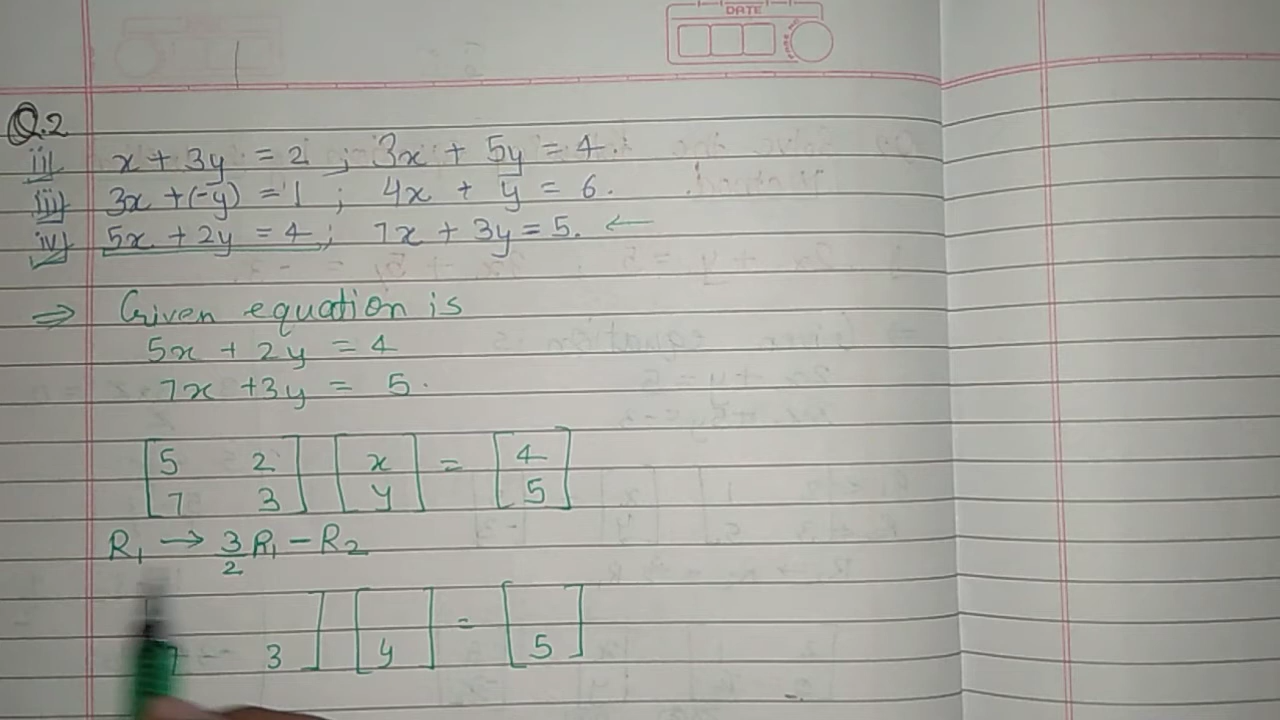 DATE
Q.2
ii) x + 3y = 2 ; 3x + 5y = 4.
iii) 3x + (-y) = 1 ; 4x + y = 6.
iv) 5x + 2y = 4 ; 7x + 3y = 5. ←
⇒ Given equation is
5x + 2y = 4
7x + 3y = 5.
[5 2] [x] = [4]
[7 3] [y] = [5]
R₁ → 3/2 R₁ - R₂
[ ] [ ] = [ ]
[7 3] [y] [5]